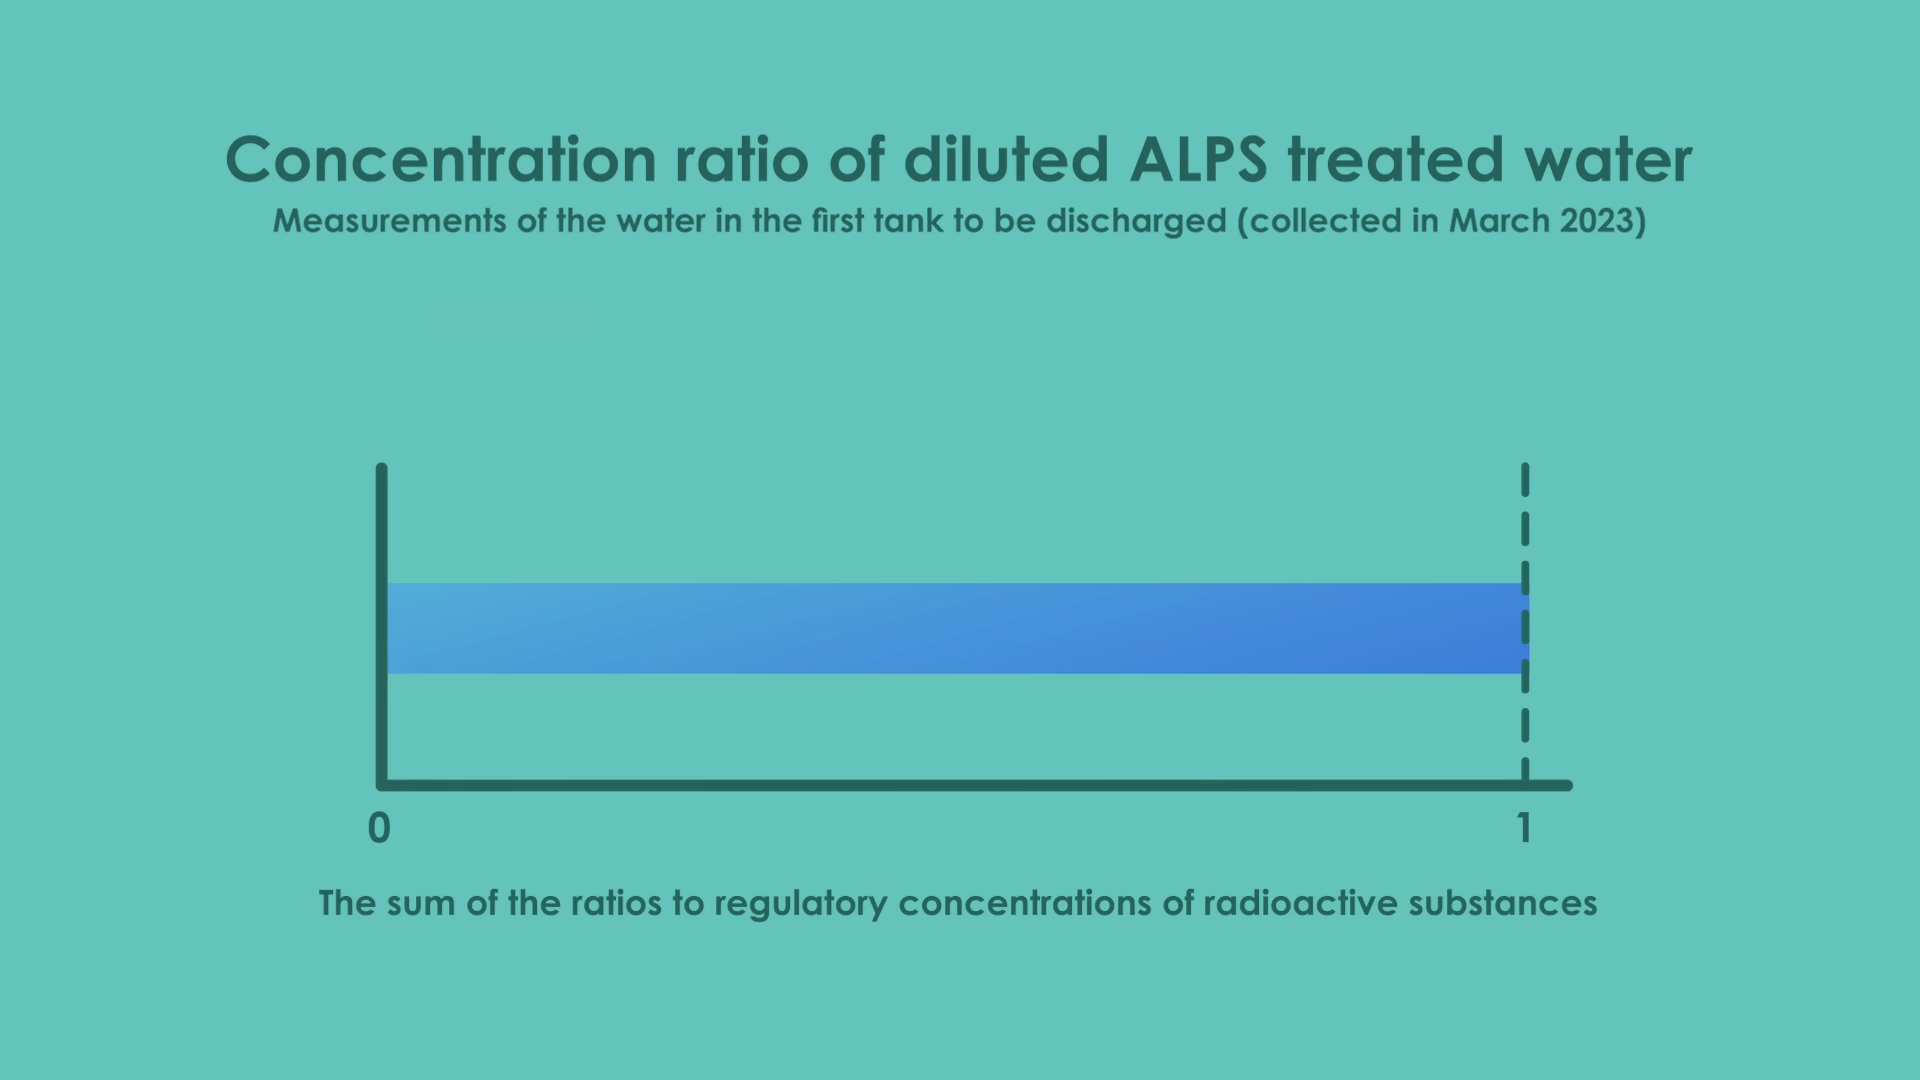 Concentration ratio of diluted ALPS treated water
Measurements of the water in the first tank to be discharged (collected in March 2023)
0
1
The sum of the ratios to regulatory concentrations of radioactive substances